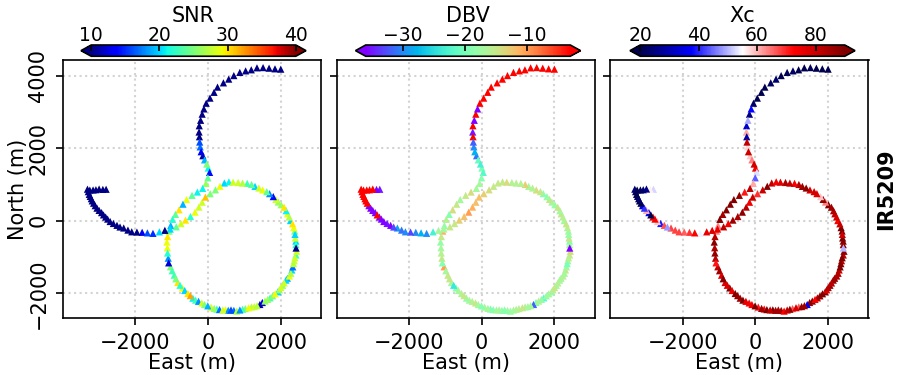 SNR DBV Xc
10 20 30 40 −30 −20 −10 20 40 60 80
4000
2000
0
−2000
North (m)
IR5209
−2000 0 2000 −2000 0 2000 −2000 0 2000
East (m) East (m) East (m)